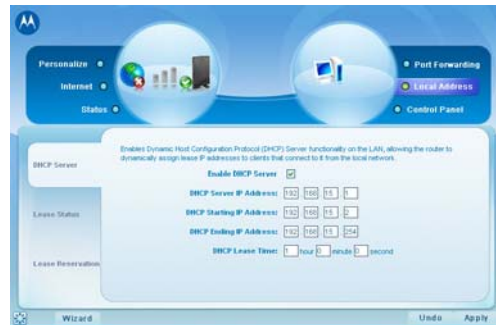 Personalize
Internet
Status
Port Forwarding
Local Address
Control Panel
DHCP Server
Lease Status
Lease Reservation
Enables Dynamic Host Configuration Protocol (DHCP) Server functionality on the LAN, allowing the router to
dynamically assign lease IP addresses to clients that connect to it from the local network.
Enable DHCP Server
DHCP Server IP Address: 192 168 15 1
DHCP Starting IP Address: 192 168 15 2
DHCP Ending IP Address: 192 168 15 254
DHCP Lease Time: 1 hour 0 minute 0 second
Wizard
Undo Apply